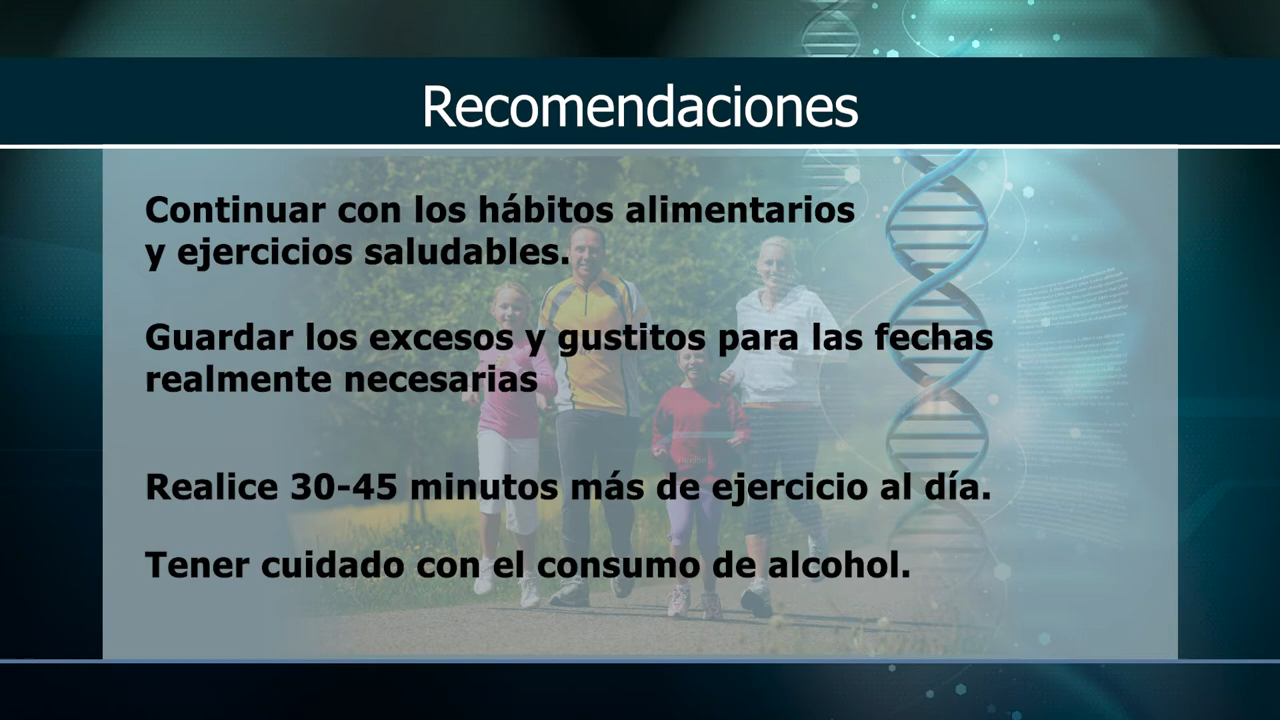 Recomendaciones
Continuar con los hábitos alimentarios
y ejercicios saludables.
Guardar los excesos y gustitos para las fechas
realmente necesarias
Realice 30-45 minutos más de ejercicio al día.
Tener cuidado con el consumo de alcohol.